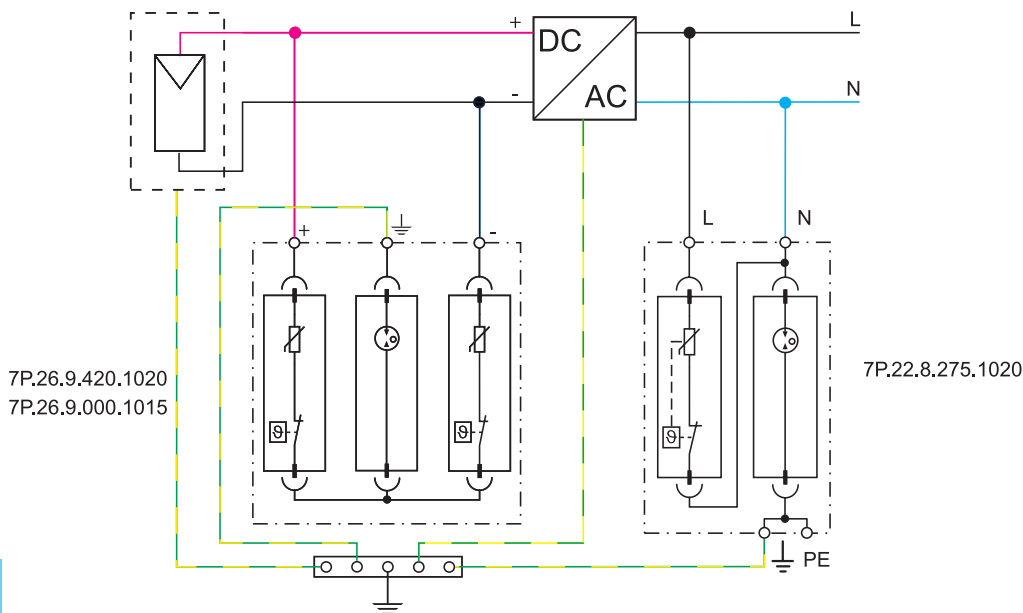 + L
DC
- AC N
+ - L N
ϑ ϑ ϑ
7P.26.9.420.1020
7P.26.9.000.1015
7P.22.8.275.1020
PE